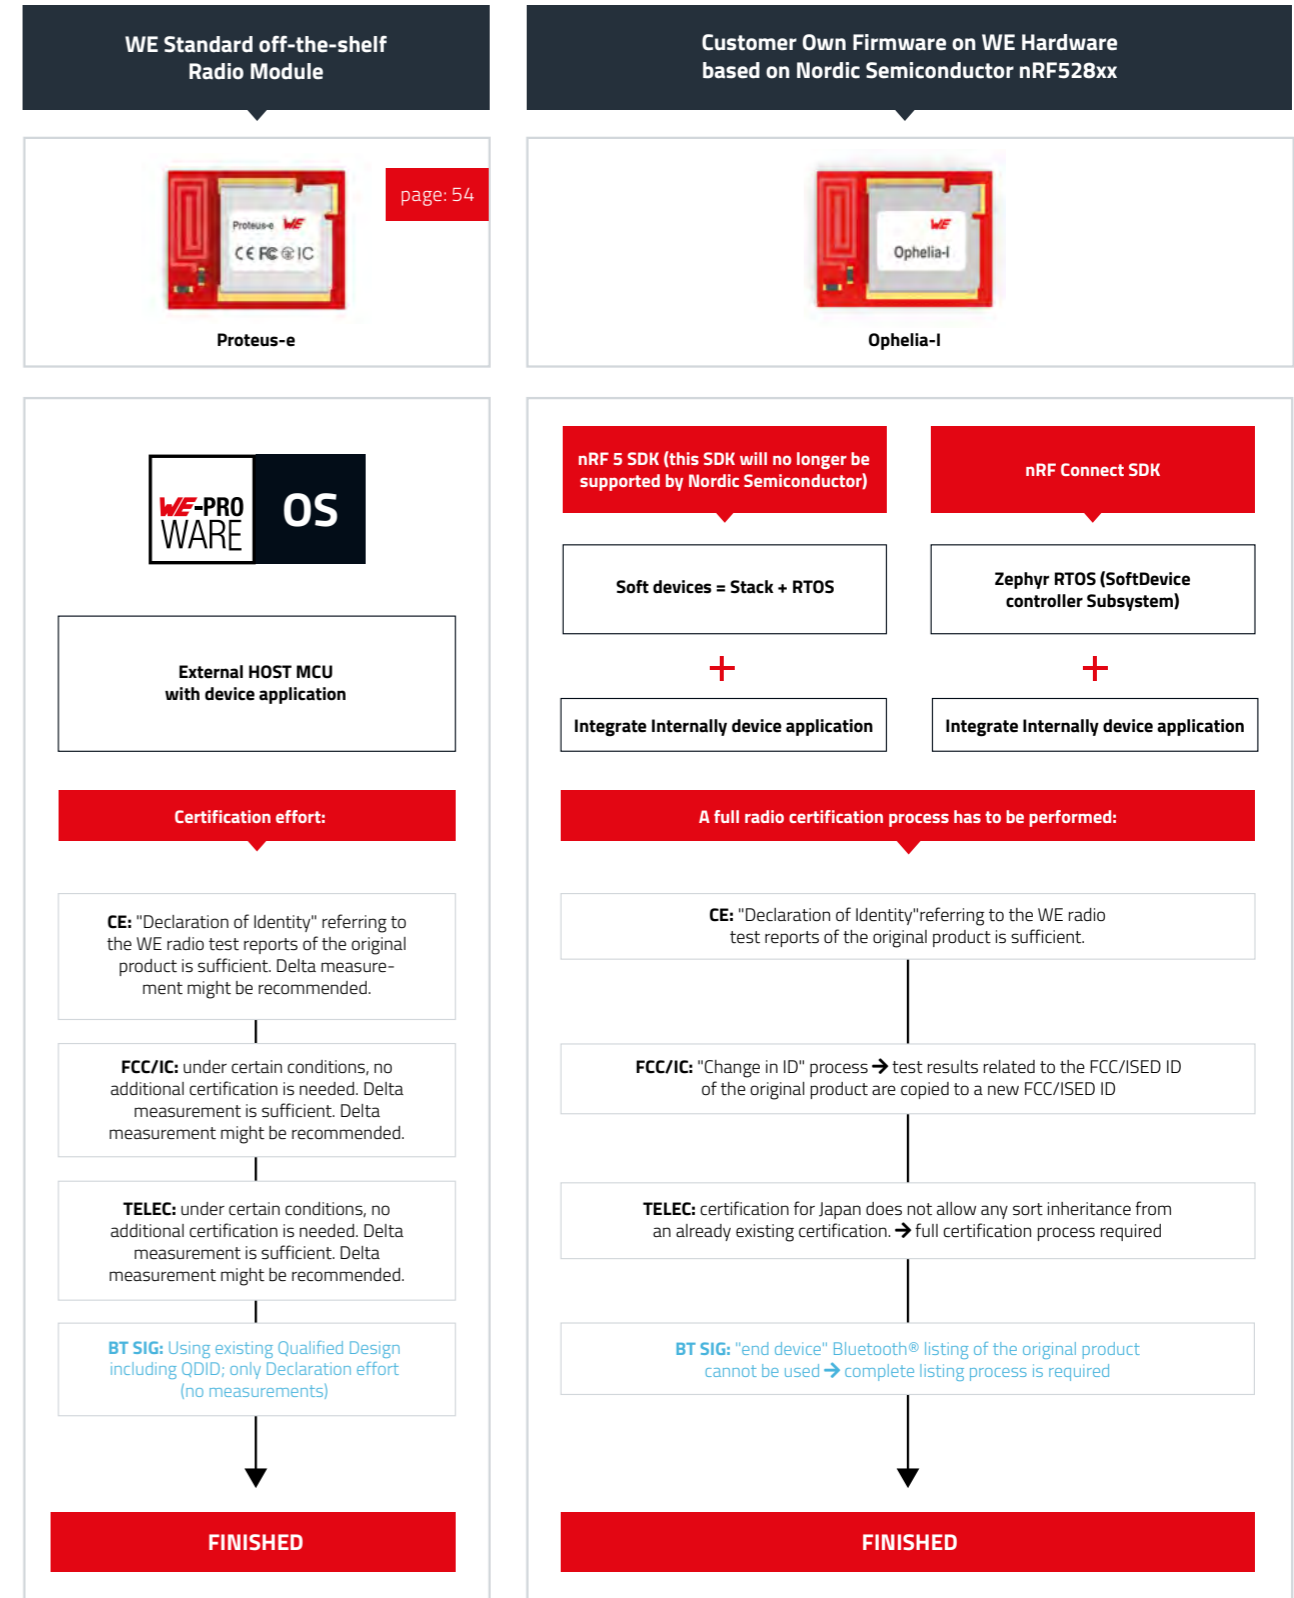 WE Standard off-the-shelf
Radio Module
page: 54
Proteus-e WE
CE FC IC
Proteus-e
WE-PRO
WARE
OS
External HOST MCU
with device application
Certification effort:
CE: "Declaration of Identity" referring to
the WE radio test reports of the original
product is sufficient. Delta measure-
ment might be recommended.
FCC/IC: under certain conditions, no
additional certification is needed. Delta
measurement is sufficient. Delta
measurement might be recommended.
TELEC: under certain conditions, no
additional certification is needed. Delta
measurement is sufficient. Delta
measurement might be recommended.
BT SIG: Using existing Qualified Design
including QDID; only Declaration effort
(no measurements)
FINISHED
Customer Own Firmware on WE Hardware
based on Nordic Semiconductor nRF528xx
WE
Ophelia-I
Ophelia-I
nRF 5 SDK (this SDK will no longer be
supported by Nordic Semiconductor)
Soft devices = Stack + RTOS
+
Integrate Internally device application
nRF Connect SDK
Zephyr RTOS (SoftDevice
controller Subsystem)
+
Integrate Internally device application
A full radio certification process has to be performed:
CE: "Declaration of Identity"referring to the WE radio
test reports of the original product is sufficient.
FCC/IC: "Change in ID" process → test results related to the FCC/ISED ID
of the original product are copied to a new FCC/ISED ID
TELEC: certification for Japan does not allow any sort inheritance from
an already existing certification. → full certification process required
BT SIG: "end device" Bluetooth® listing of the original product
cannot be used → complete listing process is required
FINISHED